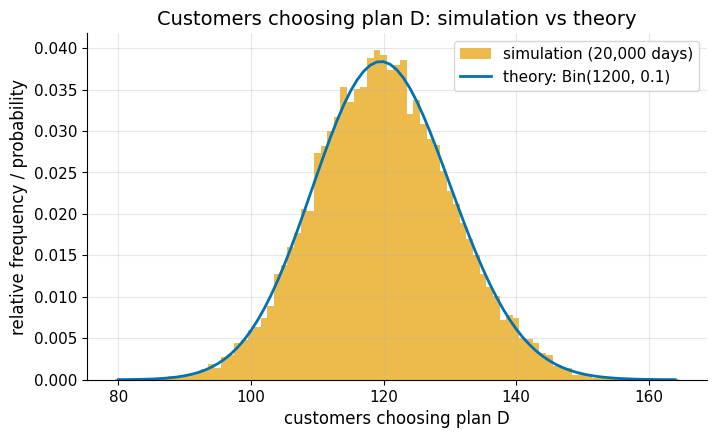 Customers choosing plan D: simulation vs theory
simulation (20,000 days)
theory: Bin(1200, 0.1)
relative frequency / probability
0.040
0.035
0.030
0.025
0.020
0.015
0.010
0.005
0.000
80 100 120 140 160
customers choosing plan D